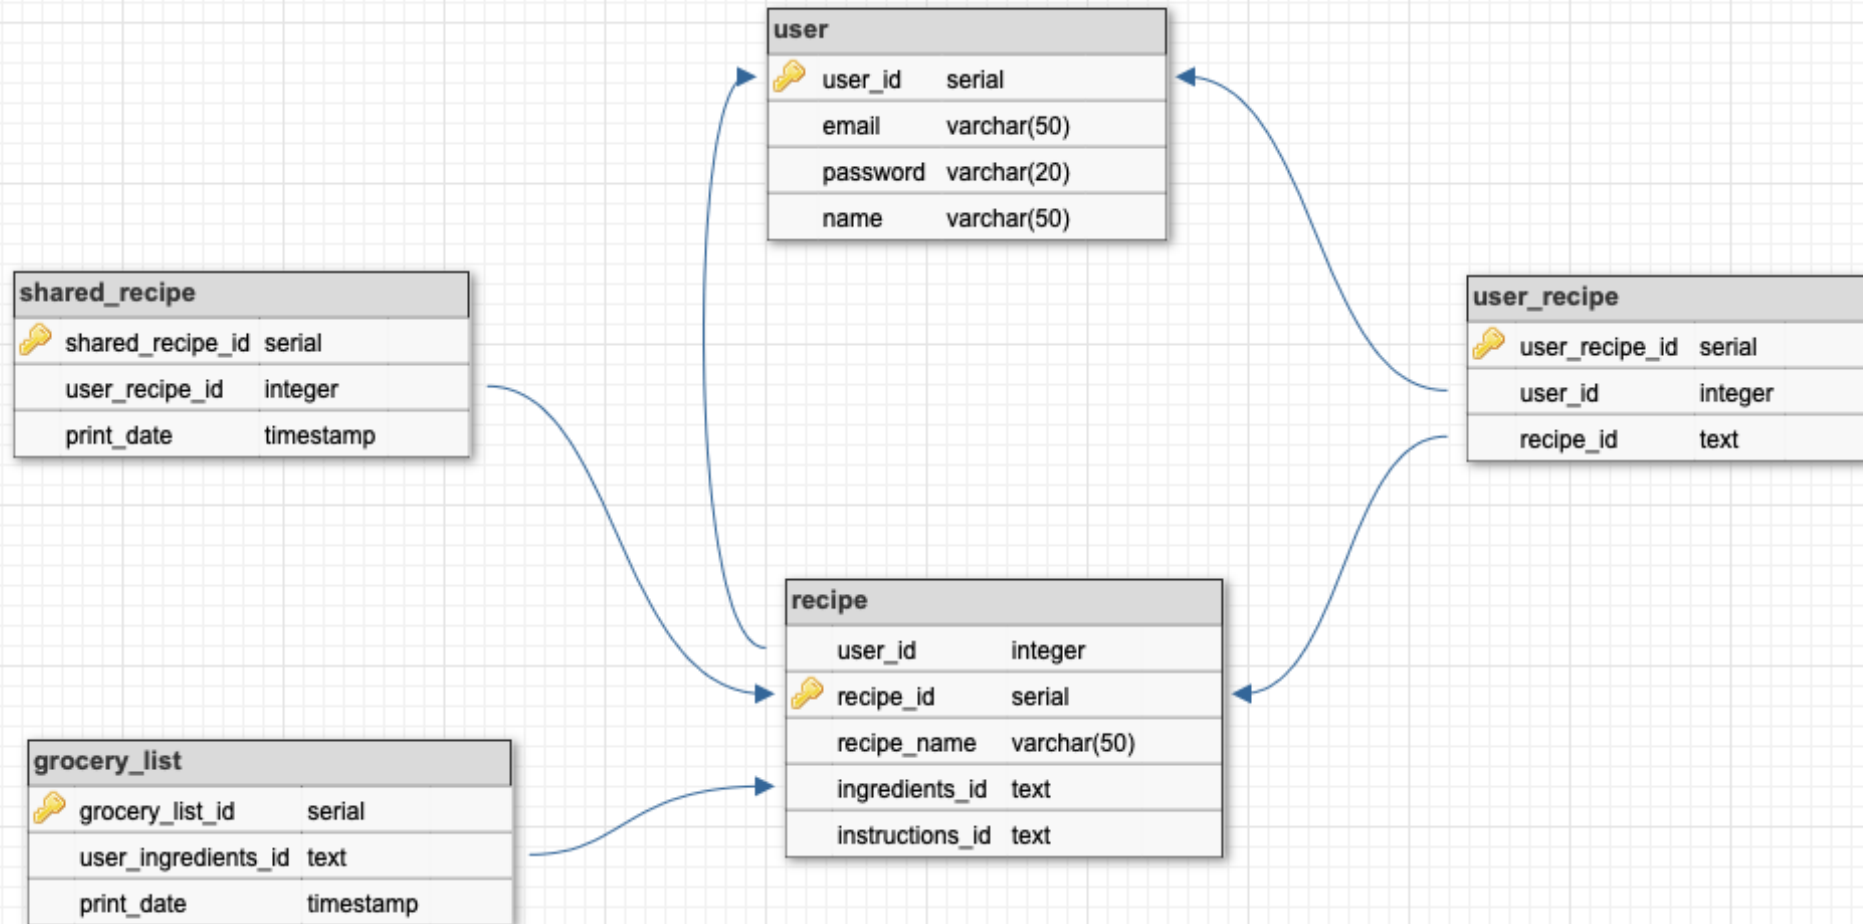 user
user_id serial
email varchar(50)
password varchar(20)
name varchar(50)
shared_recipe
shared_recipe_id serial
user_recipe_id integer
print_date timestamp
user_recipe
user_recipe_id serial
user_id integer
recipe_id text
recipe
user_id integer
recipe_id serial
recipe_name varchar(50)
ingredients_id text
instructions_id text
grocery_list
grocery_list_id serial
user_ingredients_id text
print_date timestamp